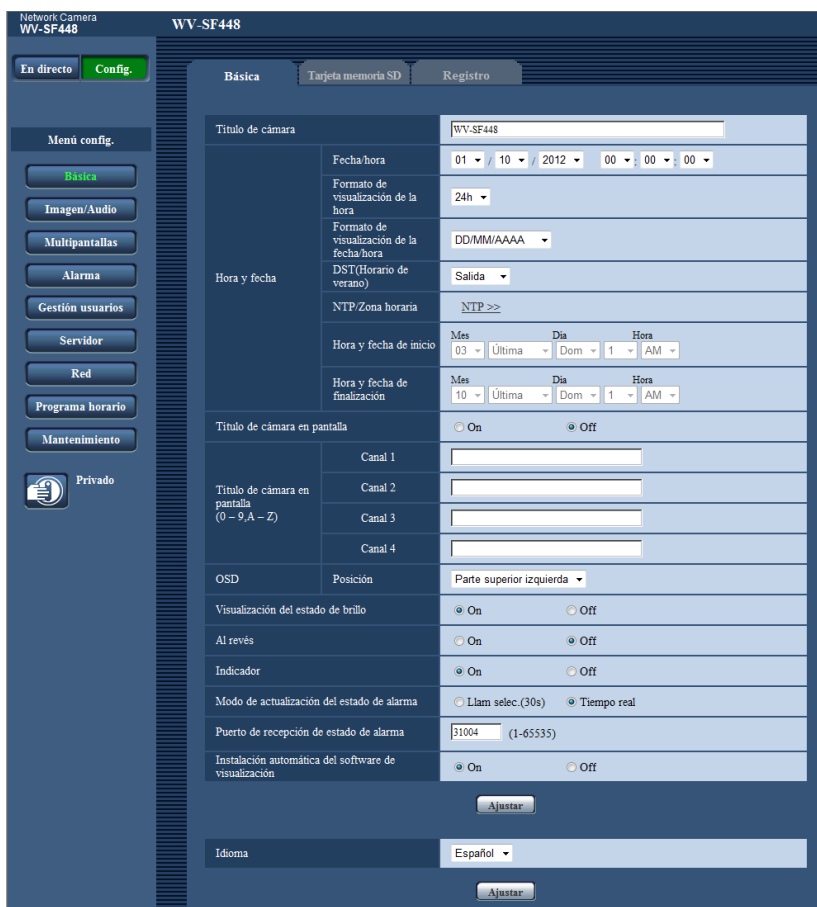 Network Camera
WV-SF448
WV-SF448
En directo
Config.
Menú config.
Básica
Imagen/Audio
Multipantallas
Alarma
Gestión usuarios
Servidor
Red
Programa horario
Mantenimiento
Privado
Básica
Tarjeta memoria SD
Registro
Título de cámara
WV-SF448
Hora y fecha
Fecha/hora
01 / 10 / 2012 00 : 00 : 00
Formato de
visualización de la
hora
24h
Formato de
visualización de la
fecha/hora
DD/MM/AAAA
DST(Horario de
verano)
Salida
NTP/Zona horaria
NTP >>
Hora y fecha de inicio
Mes Dia Hora
03 Última Dom 1 AM
Hora y fecha de
finalización
Mes Dia Hora
10 Última Dom 1 AM
Título de cámara en pantalla
On Off
Título de cámara en
pantalla
(0 – 9,A – Z)
Canal 1
Canal 2
Canal 3
Canal 4
OSD
Posición
Parte superior izquierda
Visualización del estado de brillo
On Off
Al revés
On Off
Indicador
On Off
Modo de actualización del estado de alarma
Llam selec.(30s) Tiempo real
Puerto de recepción de estado de alarma
31004 (1-65535)
Instalación automática del software de
visualización
On Off
Ajustar
Idioma
Español
Ajustar